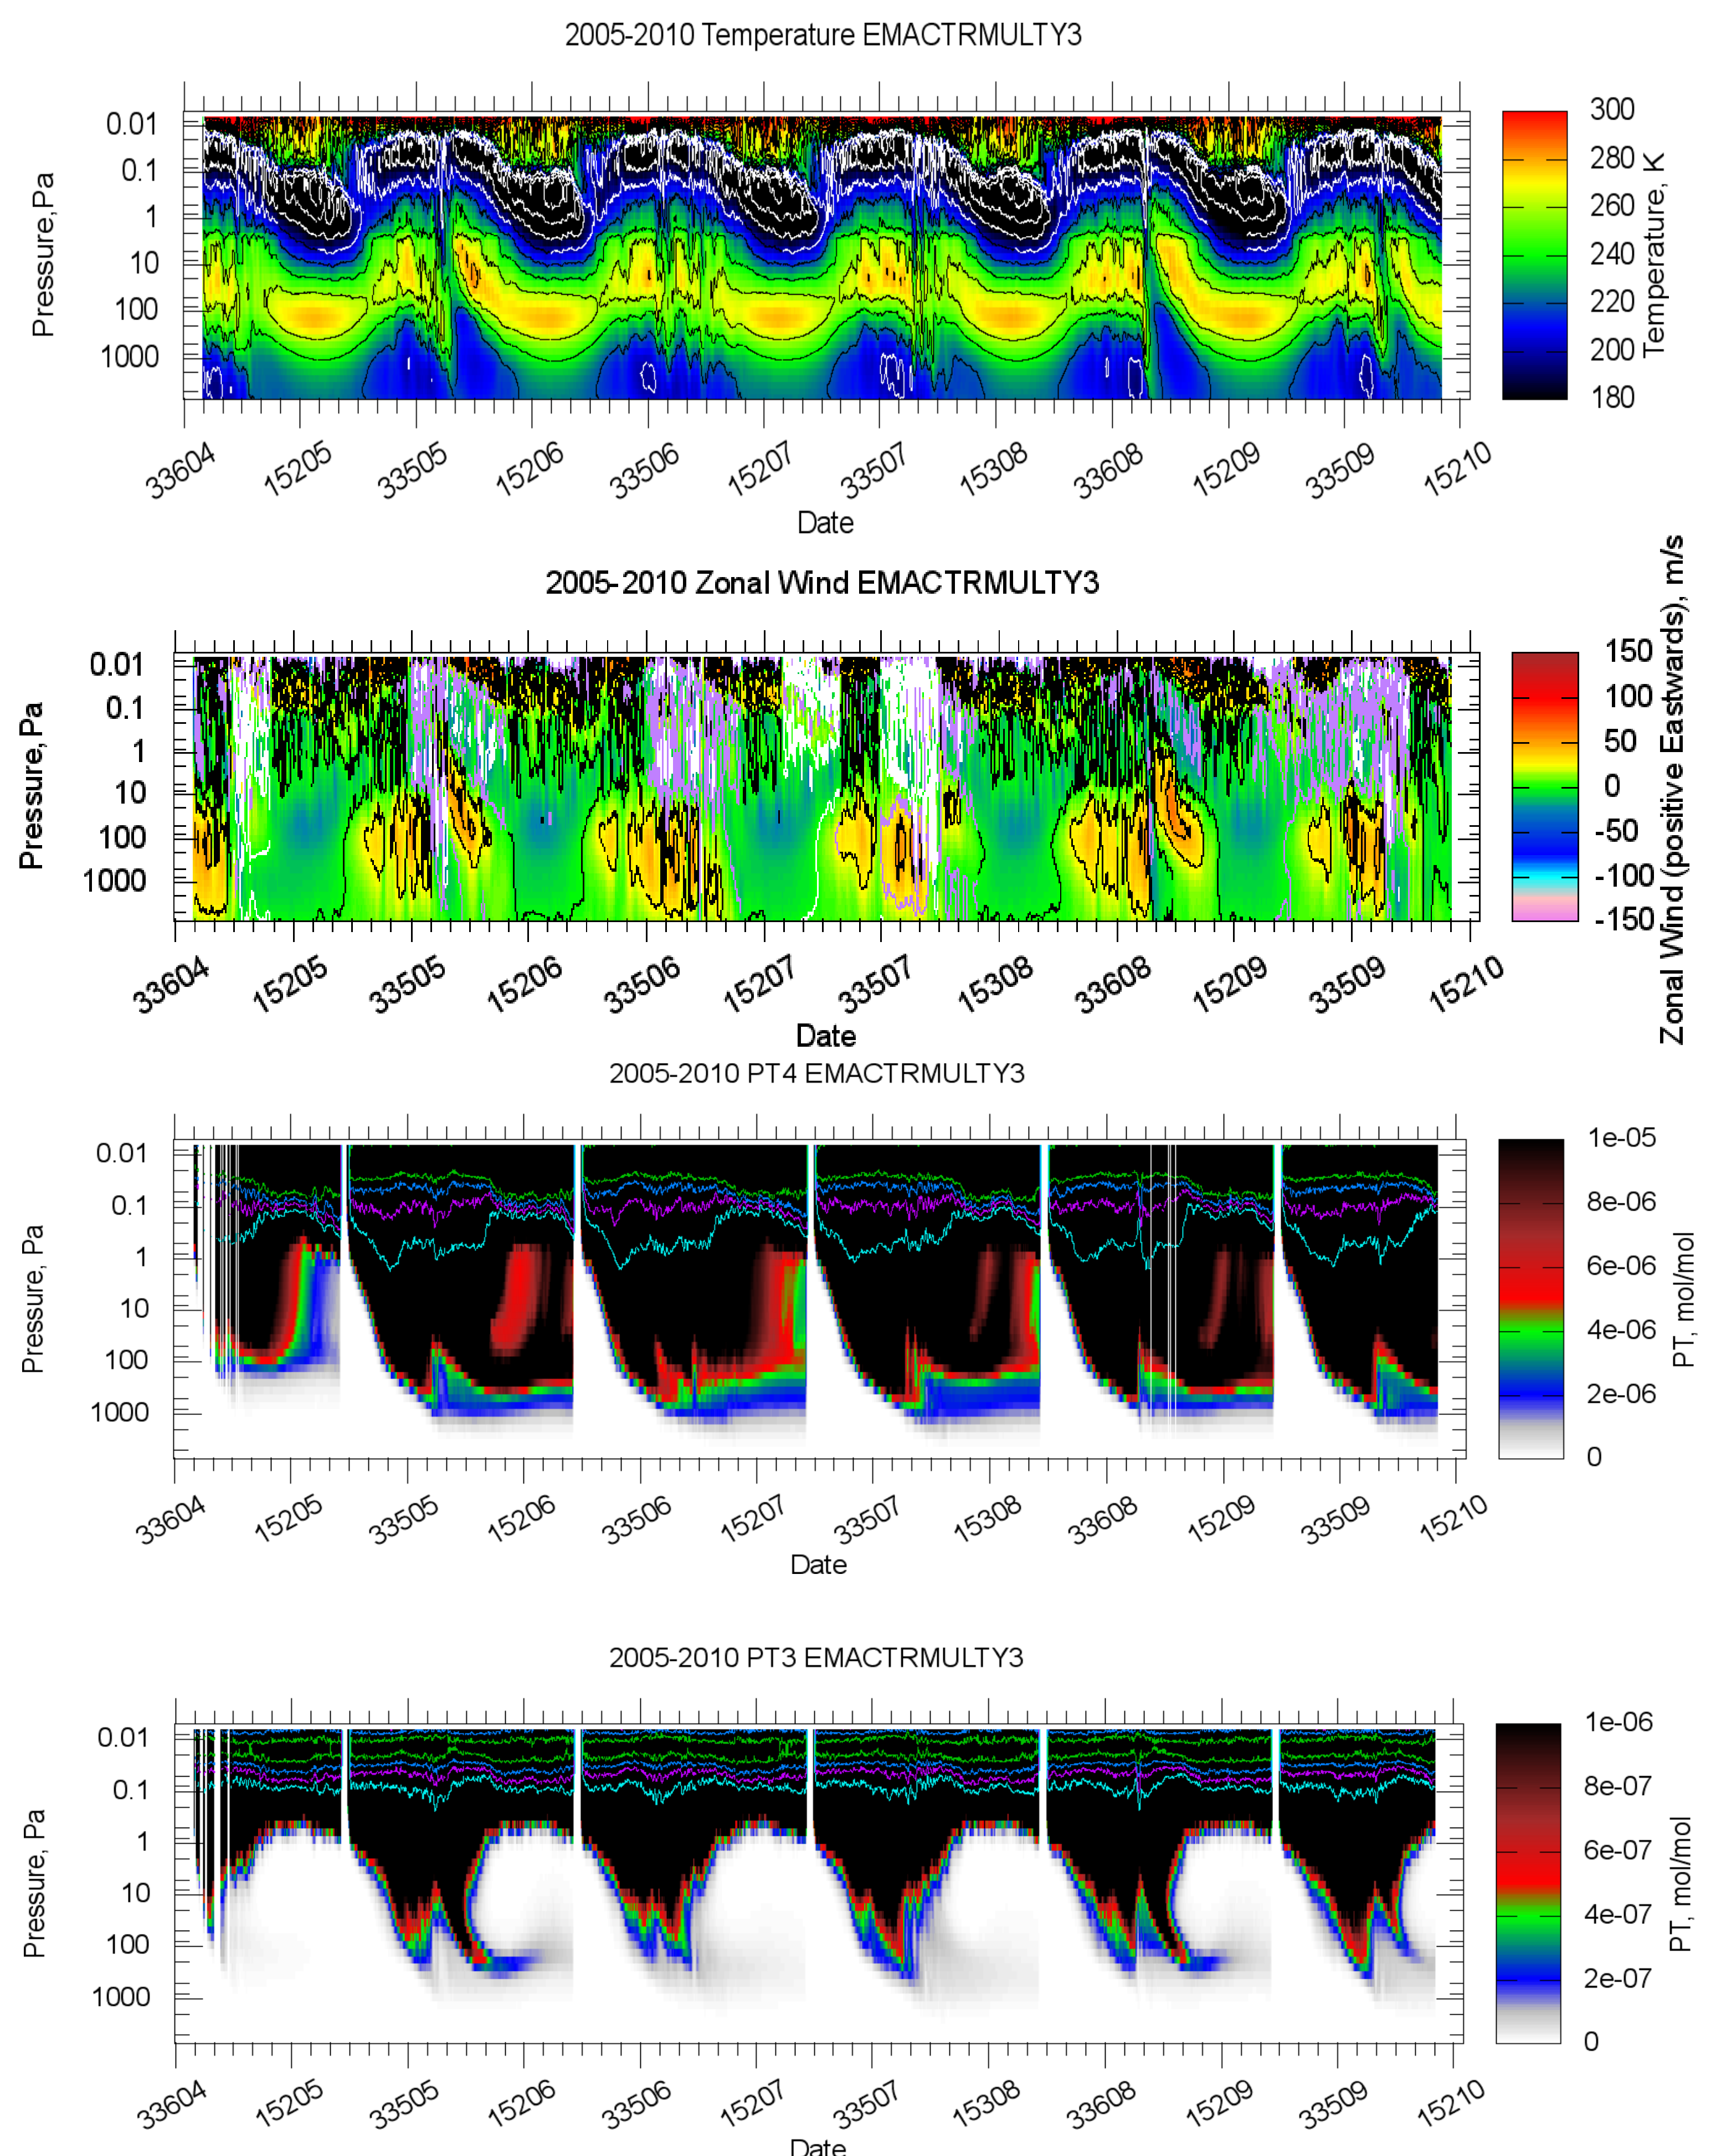 2005-2010 Temperature EMACTRMULTY3
0.01
0.1
1
10
100
1000
Pressure,Pa
33604 15205 33505 15206 33506 15207 33507 15308 33608 15209 33509 15210
Date
300
280
260
240
220
200
180
Temperature, K
2005-2010 Zonal Wind EMACTRMULTY3
0.01
0.1
1
10
100
1000
Pressure, Pa
33604 15205 33505 15206 33506 15207 33507 15308 33608 15209 33509 15210
Date
150
100
50
0
-50
-100
-150
Zonal Wind (positive Eastwards), m/s
2005-2010 PT4 EMACTRMULTY3
0.01
0.1
1
10
100
1000
Pressure, Pa
33604 15205 33505 15206 33506 15207 33507 15308 33608 15209 33509 15210
Date
1e-05
8e-06
6e-06
4e-06
2e-06
0
PT, mol/mol
2005-2010 PT3 EMACTRMULTY3
0.01
0.1
1
10
100
1000
Pressure, Pa
33604 15205 33505 15206 33506 15207 33507 15308 33608 15209 33509 15210
Date
1e-06
8e-07
6e-07
4e-07
2e-07
0
PT, mol/mol